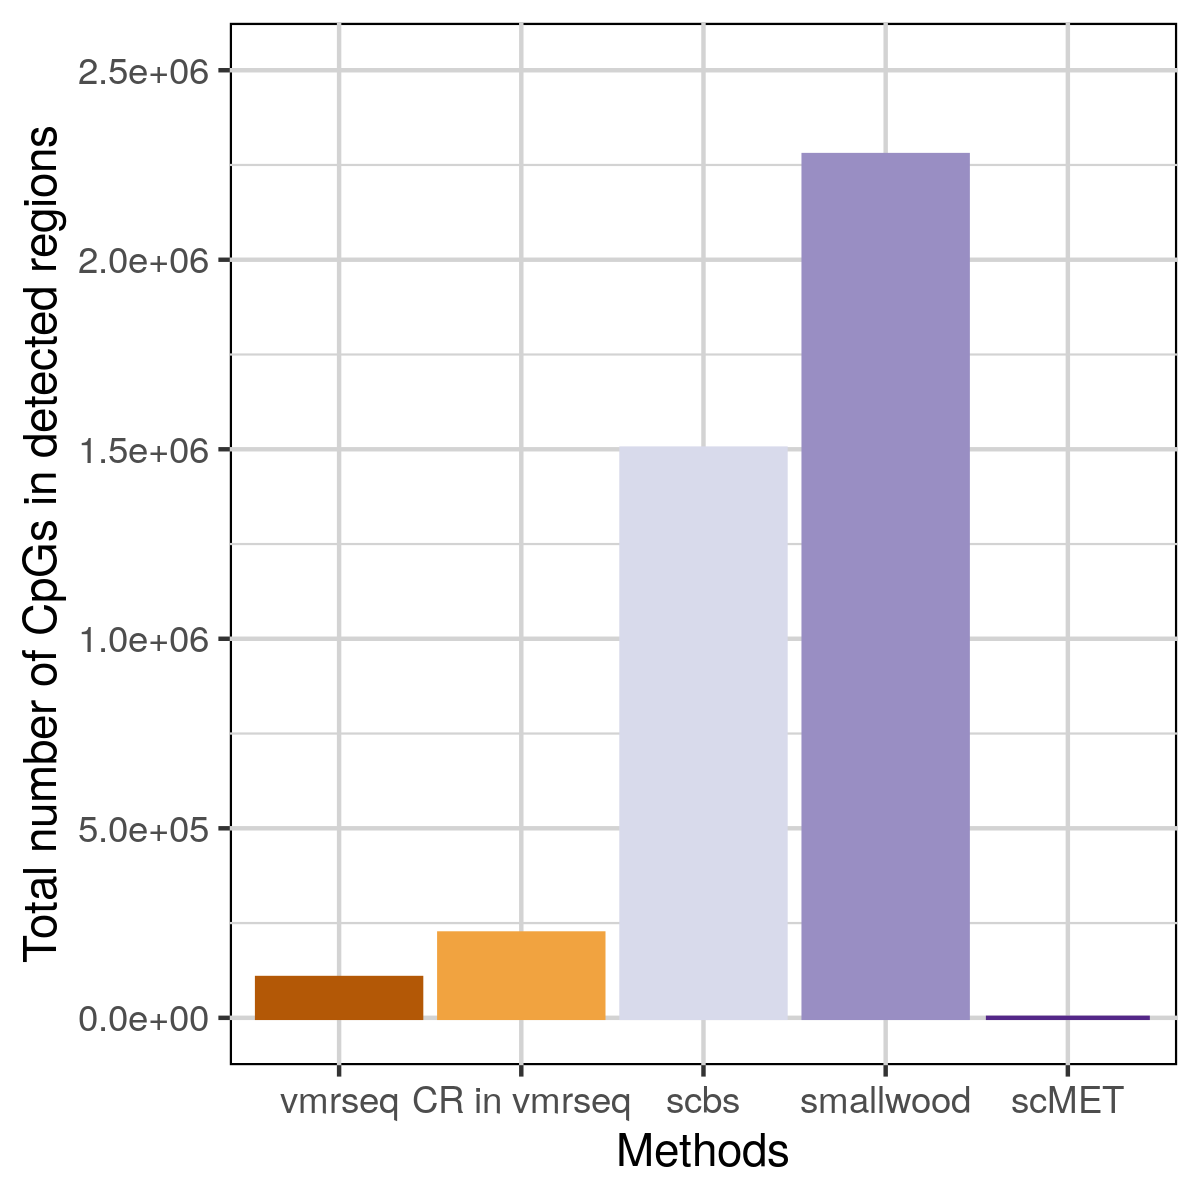 Total number of CpGs in detected regions
2.5e+06
2.0e+06
1.5e+06
1.0e+06
5.0e+05
0.0e+00
vmrseq CR in vmrseq scbs smallwood scMET
Methods